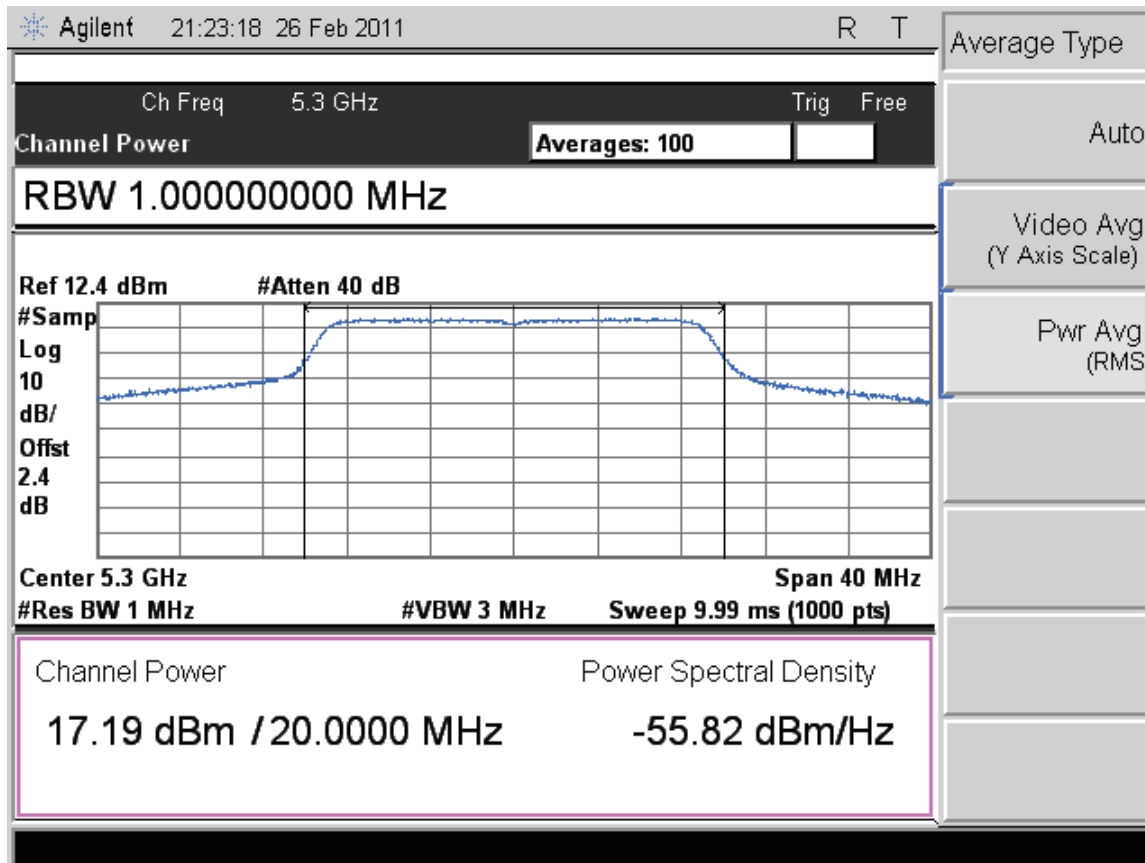 Agilent 21:23:18 26 Feb 2011 R T
Average Type
Ch Freq 5.3 GHz Trig Free
Channel Power Averages: 100
Auto
RBW 1.000000000 MHz
Video Avg
(Y Axis Scale)
Ref 12.4 dBm #Atten 40 dB
#Samp
Log
10
dB/
Offst
2.4
dB
Pwr Avg
(RMS
Center 5.3 GHz Span 40 MHz
#Res BW 1 MHz #VBW 3 MHz Sweep 9.99 ms (1000 pts)
Channel Power Power Spectral Density
17.19 dBm / 20.0000 MHz -55.82 dBm/Hz